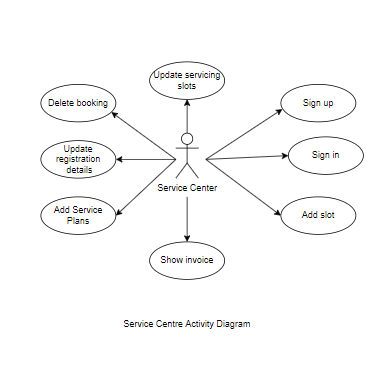 Update servicing
slots
Delete booking
Sign up
Update
registration
details
Sign in
Service Center
Add Service
Plans
Add slot
Show invoice
Service Centre Activity Diagram